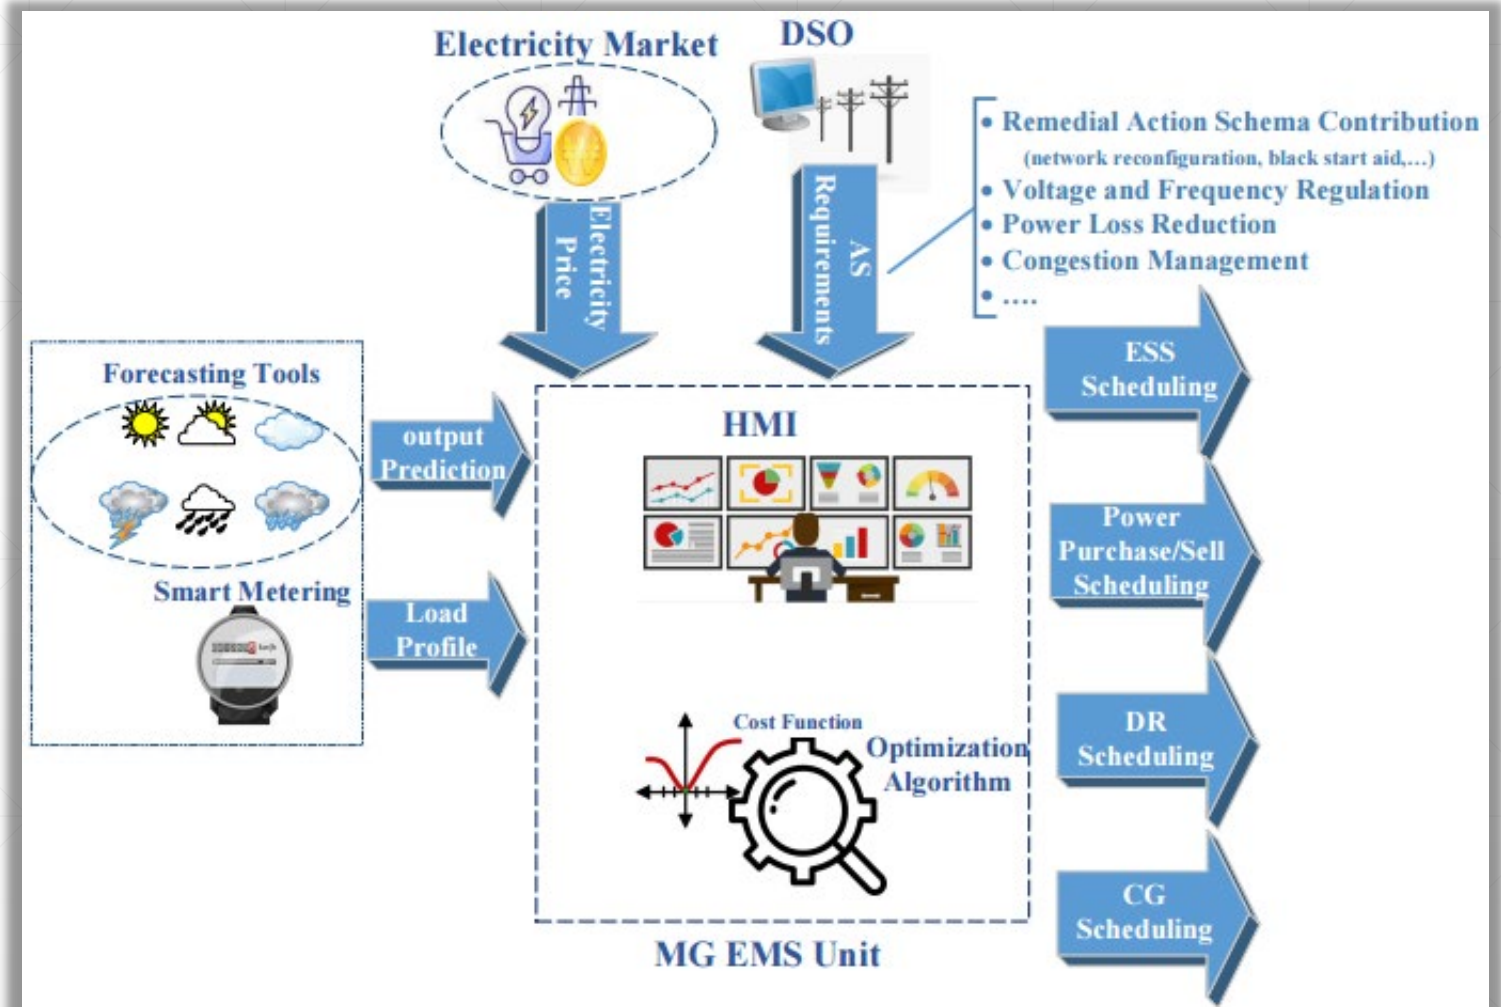 Electricity Market
DSO
• Remedial Action Schema Contribution
(network reconfiguration, black start aid,...)
• Voltage and Frequency Regulation
• Power Loss Reduction
• Congestion Management
• ....
Electricity
Price
AS
Requirements
Forecasting Tools
output
Prediction
Smart Metering
Load
Profile
HMI
Cost Function
Optimization
Algorithm
MG EMS Unit
ESS
Scheduling
Power
Purchase/Sell
Scheduling
DR
Scheduling
CG
Scheduling